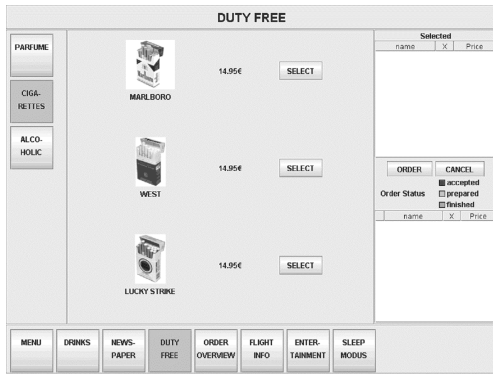 DUTY FREE
PARFUME
CIGA-
RETTES
ALCO-
HOLIC
14.95€ SELECT
MARLBORO
14.95€ SELECT
WEST
14.95€ SELECT
LUCKY STRIKE
Selected
name X Price
ORDER CANCEL
Order Status
accepted
prepared
finished
name X Price
MENU
DRINKS
NEWS-
PAPER
DUTY
FREE
ORDER
OVERVIEW
FLIGHT
INFO
ENTER-
TAINMENT
SLEEP
MODUS